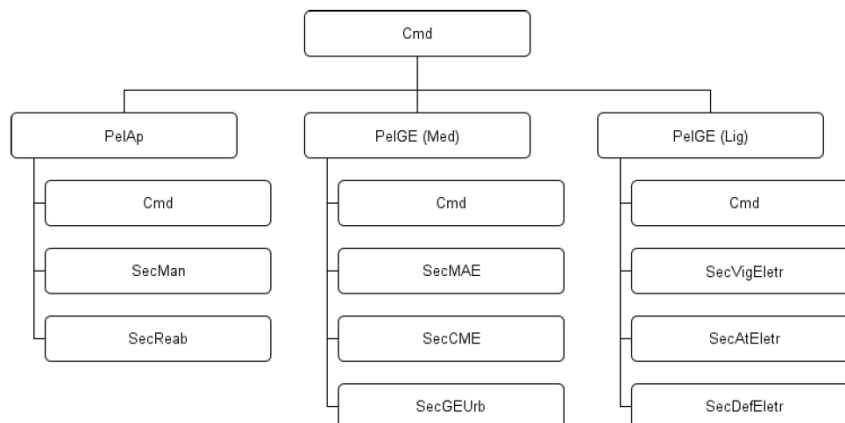 Cmd
PelAp
PelGE (Med)
PelGE (Lig)
Cmd
Cmd
Cmd
SecMan
SecMAE
SecVigEletr
SecReab
SecCME
SecAtEletr
SecGEUrb
SecDefEletr